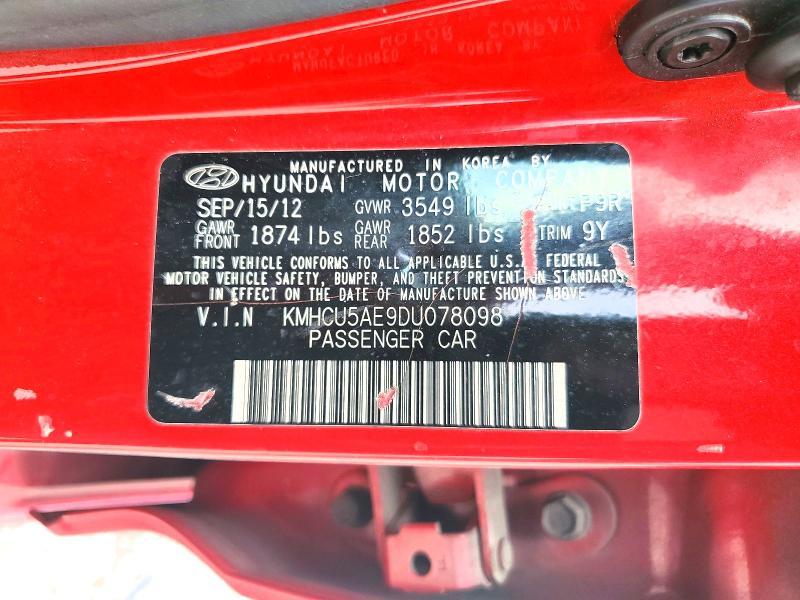 MANUFACTURED IN KOREA BY
HYUNDAI MOTOR COMPANY
SEP/15/12 GVWR 3549 lbs P9R
GAWR FRONT 1874 lbs GAWR REAR 1852 lbs TRIM 9Y
THIS VEHICLE CONFORMS TO ALL APPLICABLE U.S. FEDERAL
MOTOR VEHICLE SAFETY, BUMPER, AND THEFT PREVENTION STANDARDS
IN EFFECT ON THE DATE OF MANUFACTURE SHOWN ABOVE.
V.I.N KMHCU5AE9DU078098
PASSENGER CAR